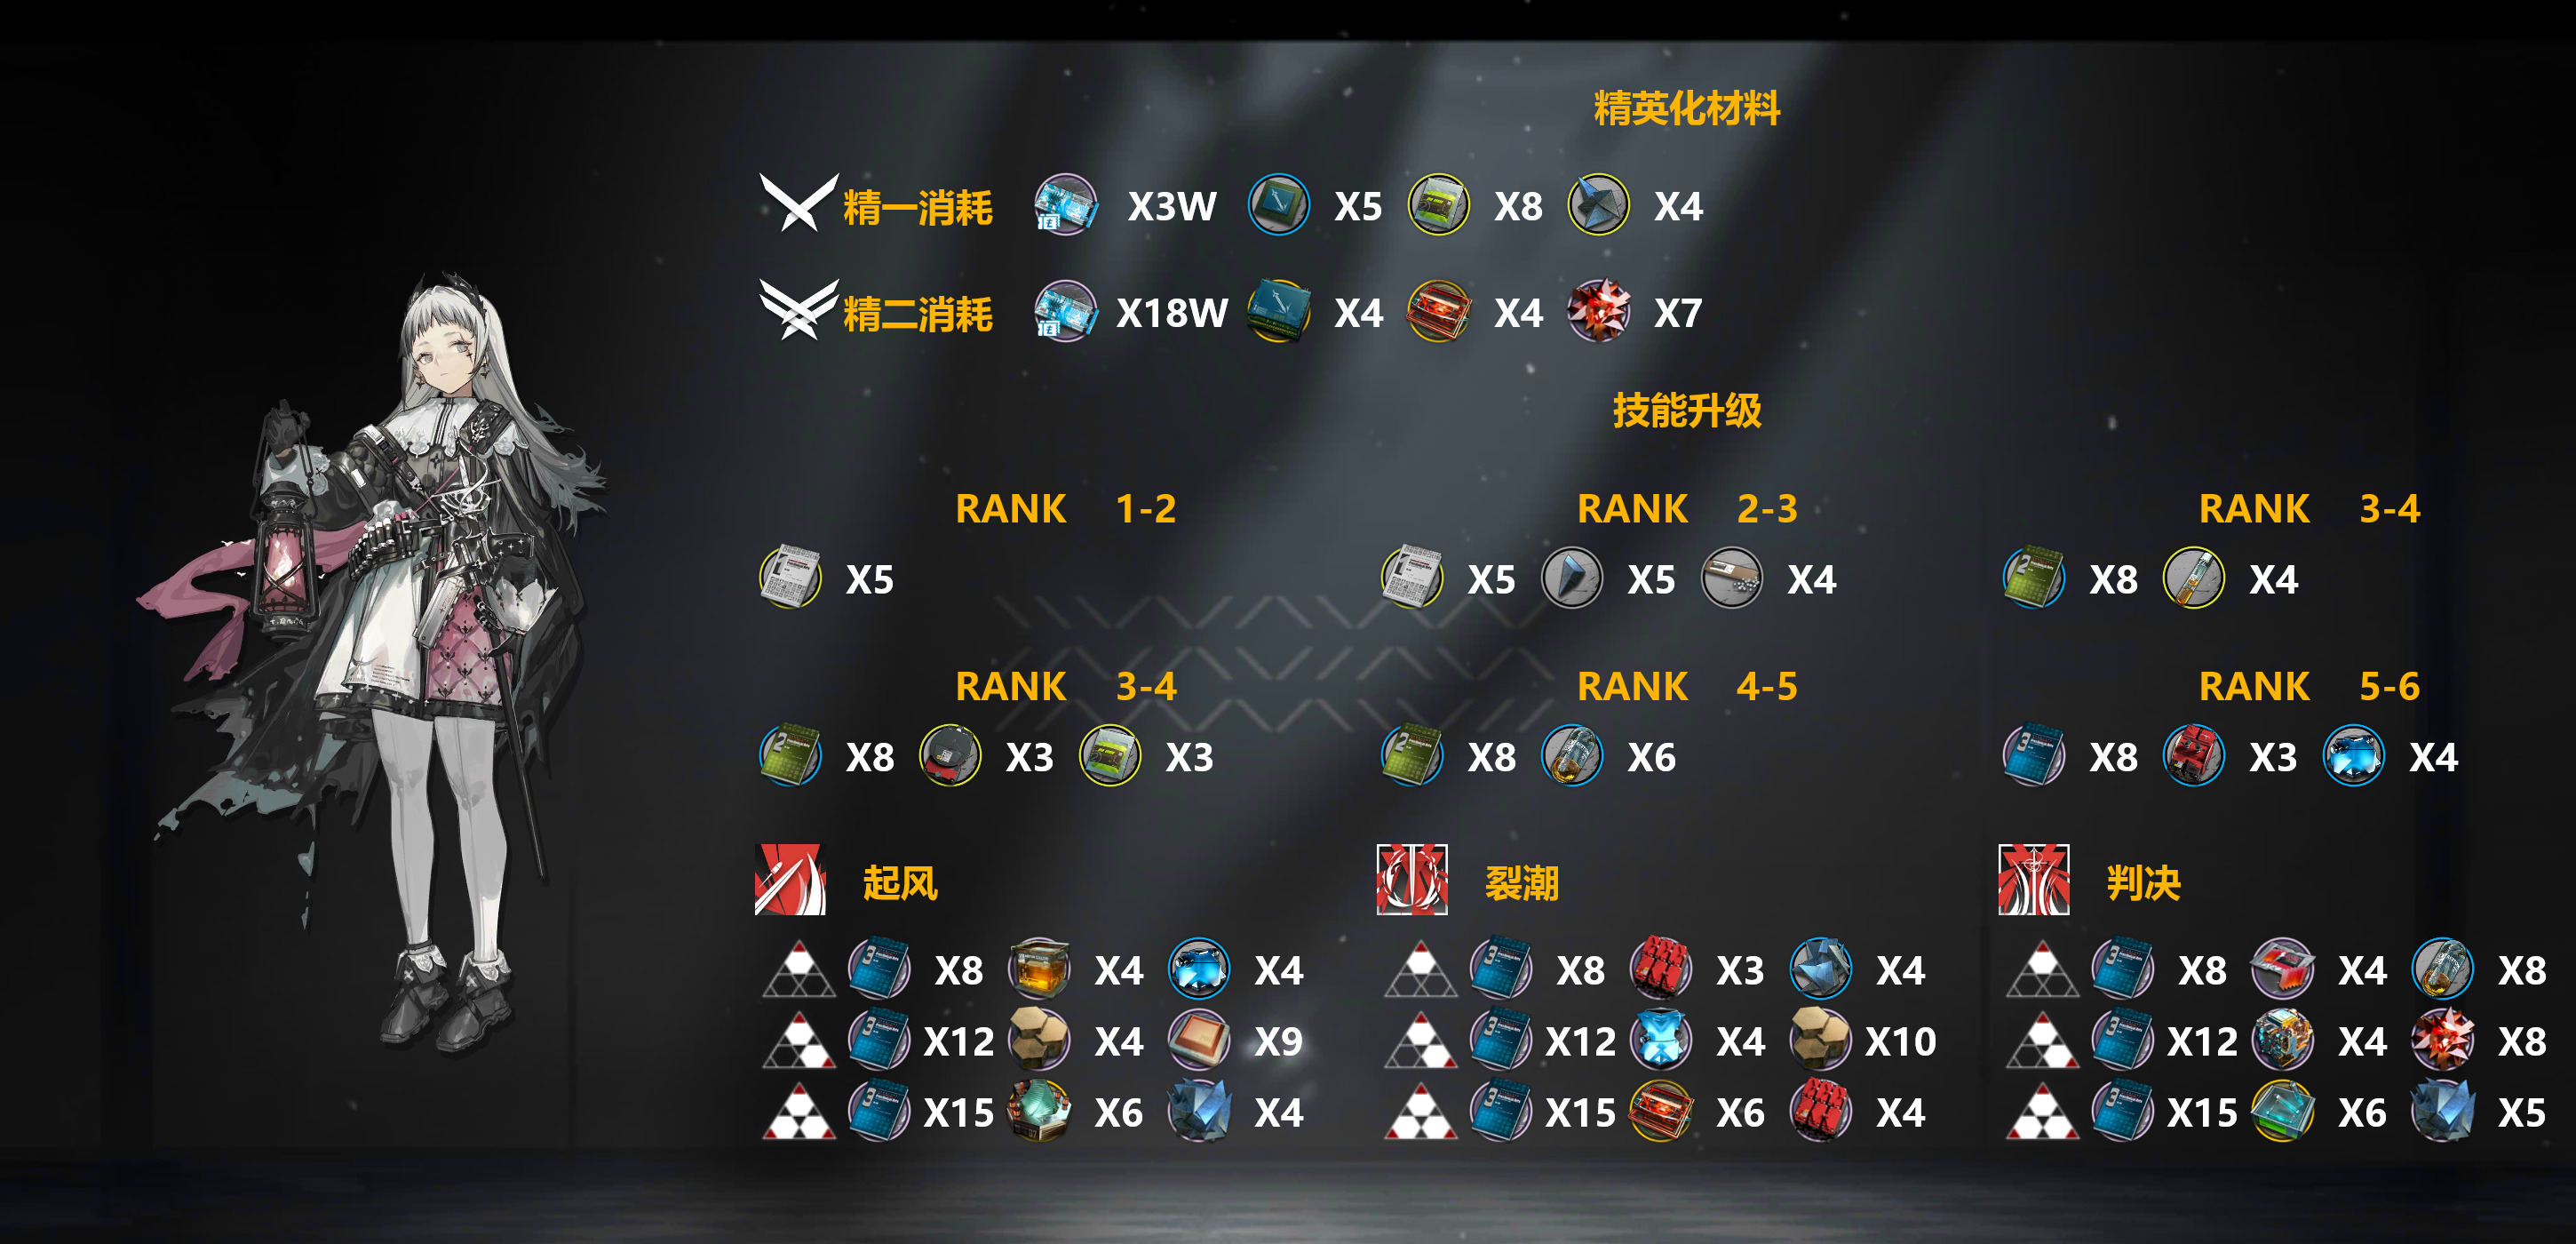 精英化材料
精一消耗 X3W X5 X8 X4
精二消耗 X18W X4 X4 X7
技能升级
RANK 1-2 RANK 2-3 RANK 3-4
X5 X5 X5 X4 X8 X4
RANK 3-4 RANK 4-5 RANK 5-6
X8 X3 X3 X8 X6 X8 X3 X4
起风 裂潮 判决
X8 X4 X4 X8 X3 X4 X8 X4 X8
X12 X4 X9 X12 X4 X10 X12 X4 X8
X15 X6 X4 X15 X6 X4 X15 X6 X5